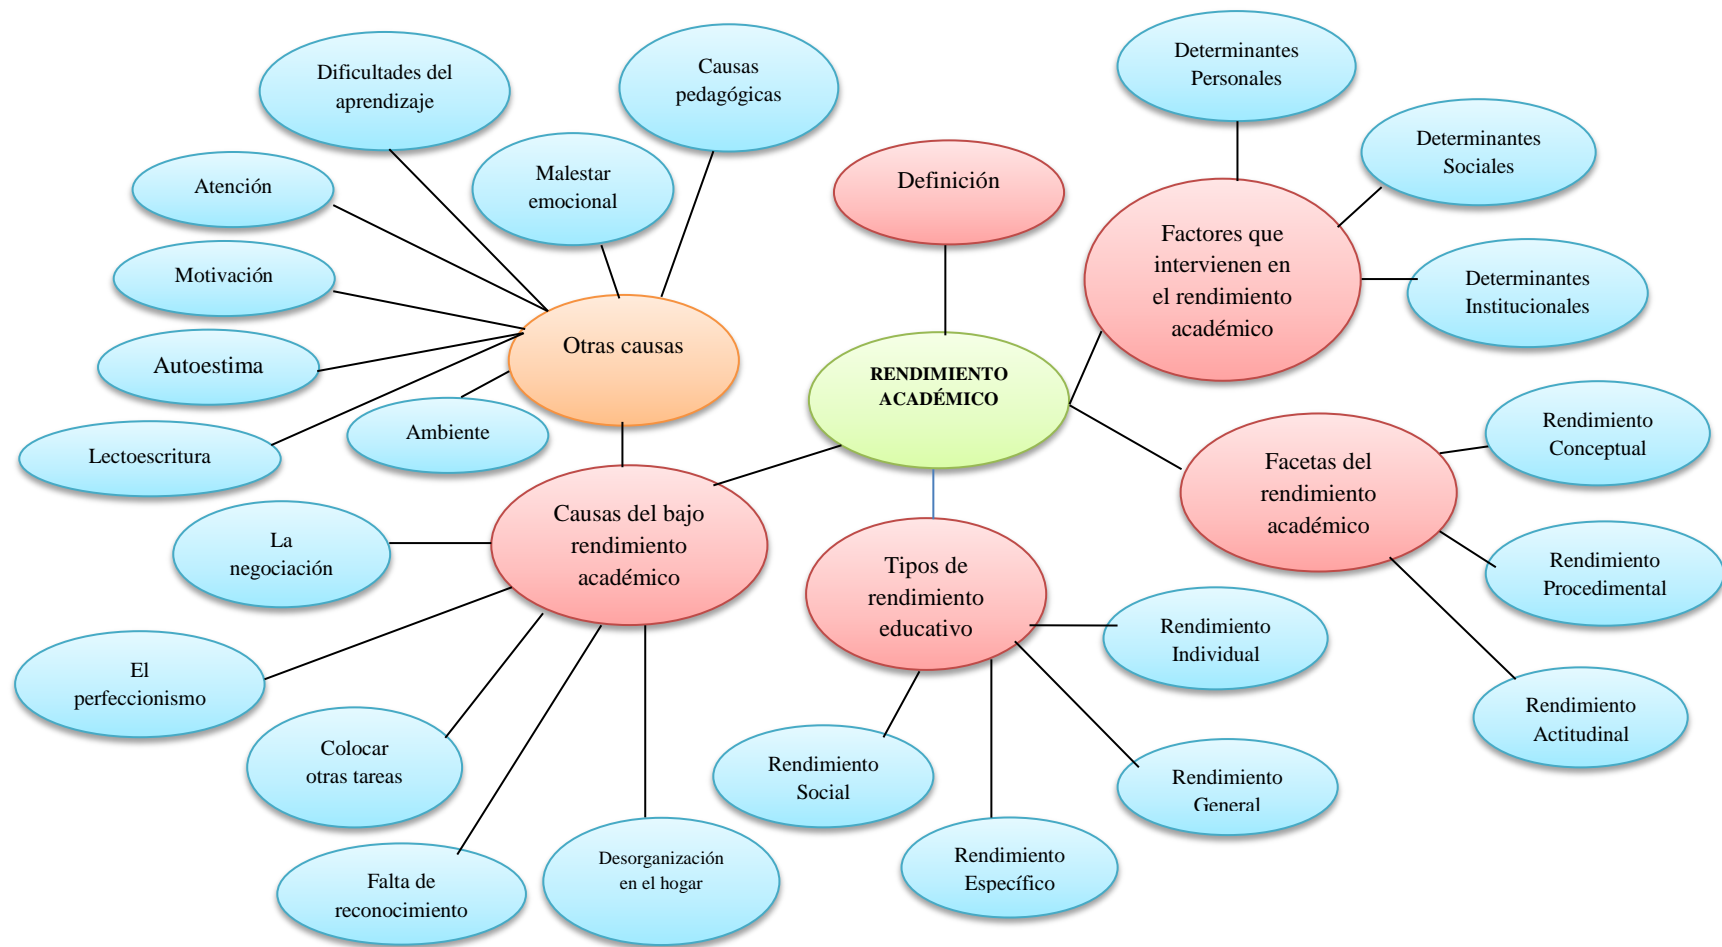 Dificultades del
aprendizaje
Causas
pedagógicas
Determinantes
Personales
Atención
Malestar
emocional
Definición
Determinantes
Sociales
Motivación
Factores que
intervienen en
el rendimiento
académico
Determinantes
Institucionales
Autoestima
Otras causas
RENDIMIENTO
ACADÉMICO
Lectoescritura
Ambiente
Rendimiento
Conceptual
Facetas del
rendimiento
académico
Causas del bajo
rendimiento
académico
La
negociación
Tipos de
rendimiento
educativo
Rendimiento
Procedimental
Rendimiento
Individual
El
perfeccionismo
Rendimiento
Actitudinal
Colocar
otras tareas
Rendimiento
Social
Rendimiento
General
Falta de
reconocimiento
Desorganización
en el hogar
Rendimiento
Específico